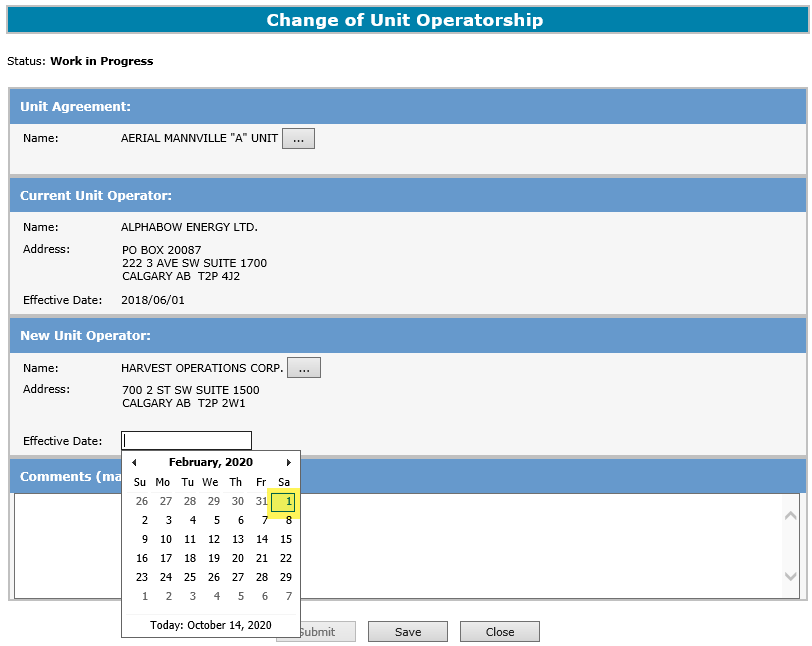 Change of Unit Operatorship
Status: Work in Progress
Unit Agreement:
Name: AERIAL MANNVILLE "A" UNIT ...
Current Unit Operator:
Name: ALPHABOW ENERGY LTD.
Address: PO BOX 20087
222 3 AVE SW SUITE 1700
CALGARY AB T2P 4J2
Effective Date: 2018/06/01
New Unit Operator:
Name: HARVEST OPERATIONS CORP. ...
Address: 700 2 ST SW SUITE 1500
CALGARY AB T2P 2W1
Effective Date:
Comments (ma
February, 2020
Su Mo Tu We Th Fr Sa
26 27 28 29 30 31 1
2 3 4 5 6 7 8
9 10 11 12 13 14 15
16 17 18 19 20 21 22
23 24 25 26 27 28 29
1 2 3 4 5 6 7
Today: October 14, 2020
Submit Save Close